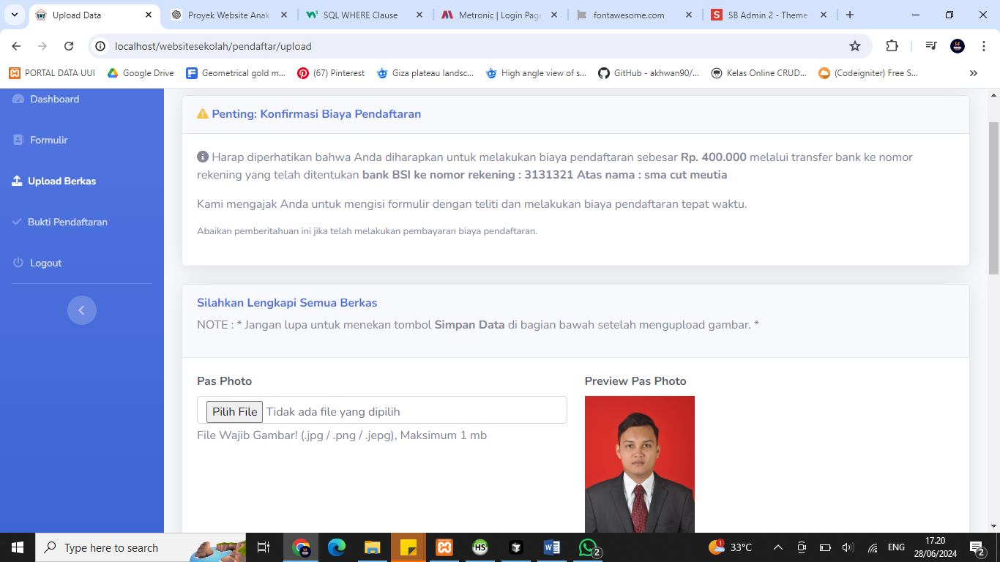 Upload Data
Proyek Website Anak
SQL WHERE Clause
Metronic | Login Page
fontawesome.com
SB Admin 2 - Theme
localhost/websitesekolah/pendaftar/upload
PORTAL DATA UUI
Google Drive
Geometrical gold m...
(67) Pinterest
Giza plateau landsc...
High angle view of s...
GitHub - akhwan90/...
Kelas Online CRUD...
(Codeigniter) Free S...
Dashboard
Formulir
Upload Berkas
Bukti Pendaftaran
Logout
Penting: Konfirmasi Biaya Pendaftaran
Harap diperhatikan bahwa Anda diharapkan untuk melakukan biaya pendaftaran sebesar Rp. 400.000 melalui transfer bank ke nomor
rekening yang telah ditentukan bank BSI ke nomor rekening : 3131321 Atas nama : sma cut meutia
Kami mengajak Anda untuk mengisi formulir dengan teliti dan melakukan biaya pendaftaran tepat waktu.
Abaikan pemberitahuan ini jika telah melakukan pembayaran biaya pendaftaran.
Silahkan Lengkapi Semua Berkas
NOTE : * Jangan lupa untuk menekan tombol Simpan Data di bagian bawah setelah mengupload gambar. *
Pas Photo
Pilih File Tidak ada file yang dipilih
File Wajib Gambar! (.jpg / .png / .jepg), Maksimum 1 mb
Preview Pas Photo
Type here to search
HS
2
1
33°C
ENG
17.20
28/06/2024
2